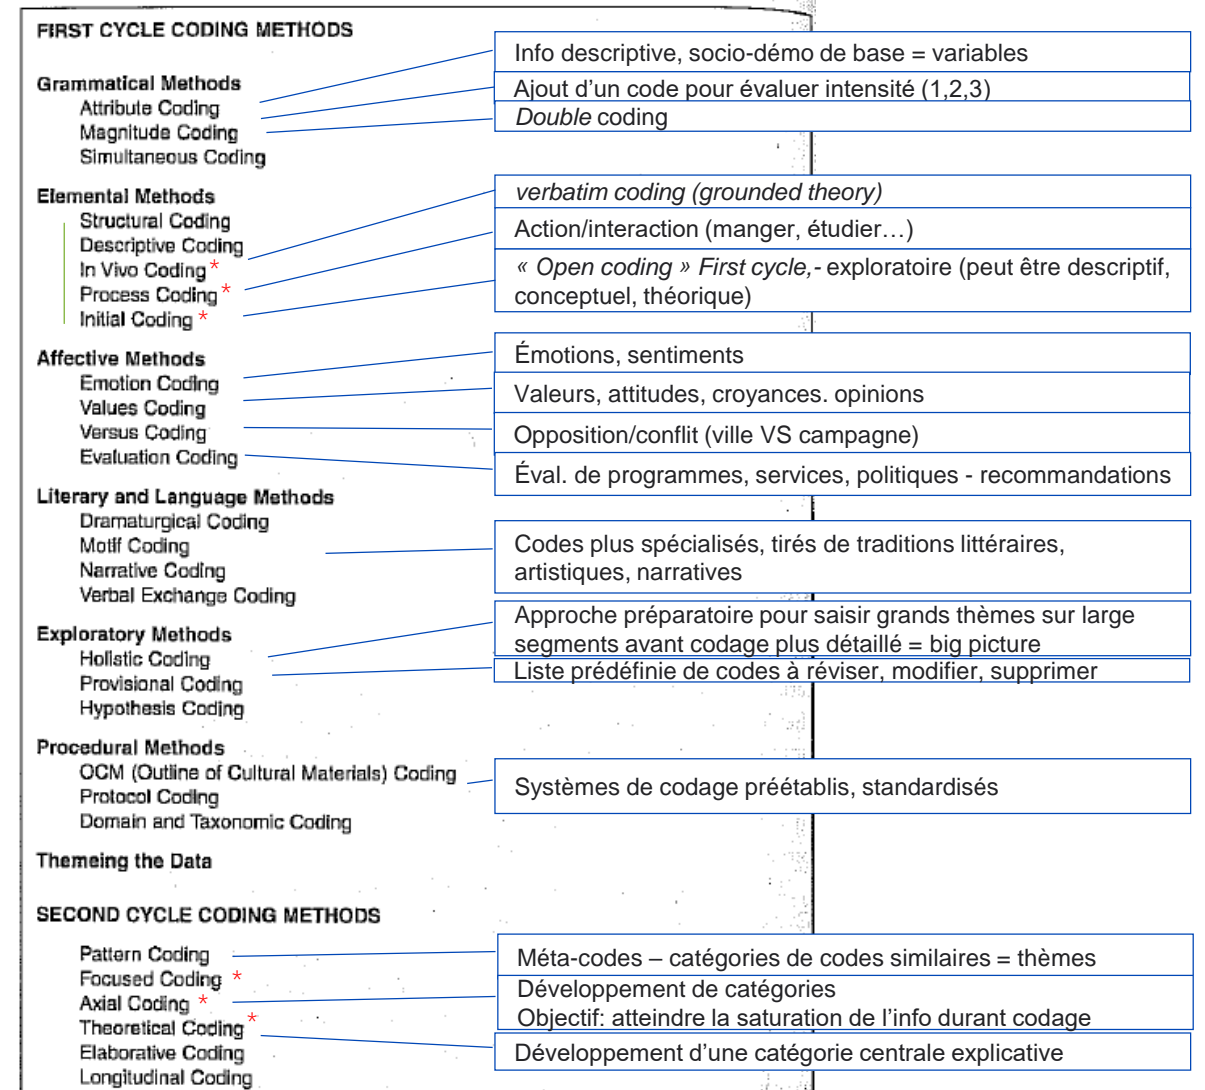 FIRST CYCLE CODING METHODS
Info descriptive, socio-démo de base = variables
Grammatical Methods
Ajout d’un code pour évaluer intensité (1,2,3)
Attribute Coding
Double coding
Magnitude Coding
Simultaneous Coding
Elemental Methods
verbatim coding (grounded theory)
Structural Coding
Action/interaction (manger, étudier…)
Descriptive Coding
In Vivo Coding *
« Open coding » First cycle,- exploratoire (peut être descriptif,
conceptuel, théorique)
Process Coding *
Initial Coding *
Affective Methods
Émotions, sentiments
Emotion Coding
Valeurs, attitudes, croyances. opinions
Values Coding
Versus Coding
Opposition/conflit (ville VS campagne)
Evaluation Coding
Éval. de programmes, services, politiques - recommandations
Literary and Language Methods
Dramaturgical Coding
Motif Coding
Codes plus spécialisés, tirés de traditions littéraires,
artistiques, narratives
Narrative Coding
Verbal Exchange Coding
Approche préparatoire pour saisir grands thèmes sur large
segments avant codage plus détaillé = big picture
Exploratory Methods
Holistic Coding
Liste prédéfinie de codes à réviser, modifier, supprimer
Provisional Coding
Hypothesis Coding
Procedural Methods
OCM (Outline of Cultural Materials) Coding
Systèmes de codage préétablis, standardisés
Protocol Coding
Domain and Taxonomic Coding
Themeing the Data
SECOND CYCLE CODING METHODS
Pattern Coding
Méta-codes – catégories de codes similaires = thèmes
Focused Coding *
Développement de catégories
Objectif: atteindre la saturation de l’info durant codage
Axial Coding *
Theoretical Coding *
Développement d’une catégorie centrale explicative
Elaborative Coding
Longitudinal Coding